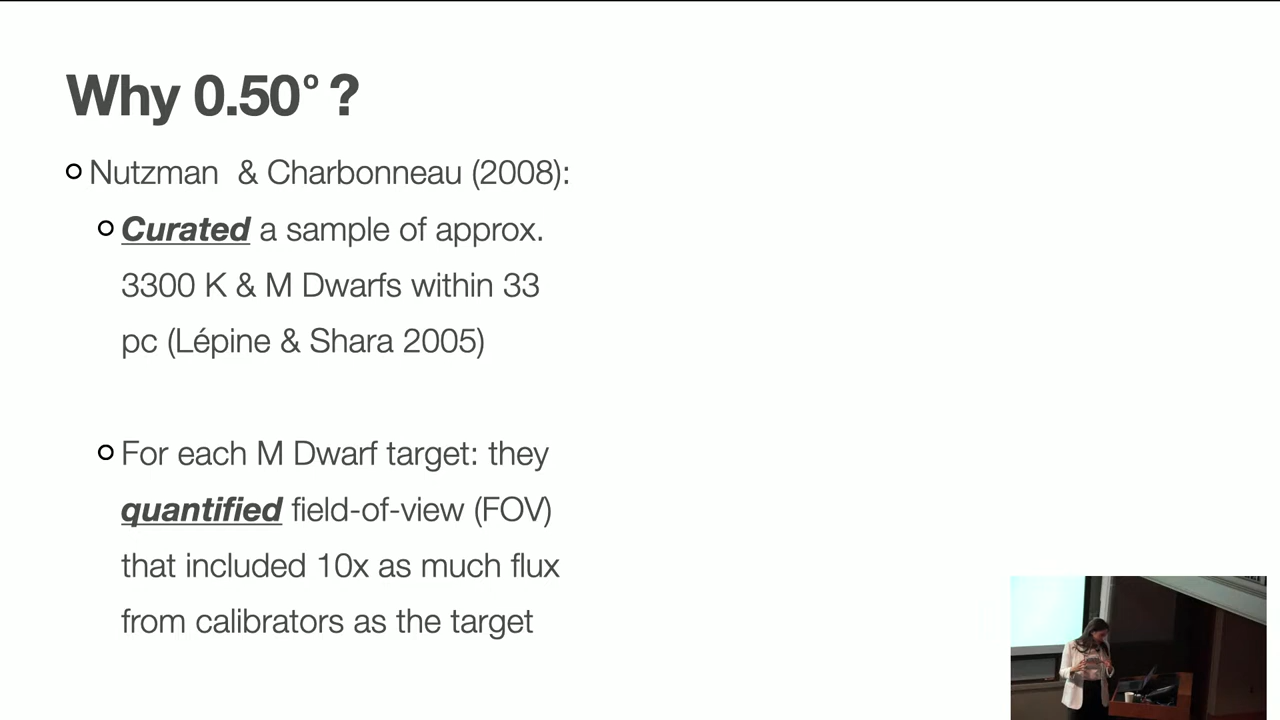 Why 0.50° ?
Nutzman & Charbonneau (2008):
Curated a sample of approx.
3300 K & M Dwarfs within 33
pc (Lépine & Shara 2005)
For each M Dwarf target: they
quantified field-of-view (FOV)
that included 10x as much flux
from calibrators as the target